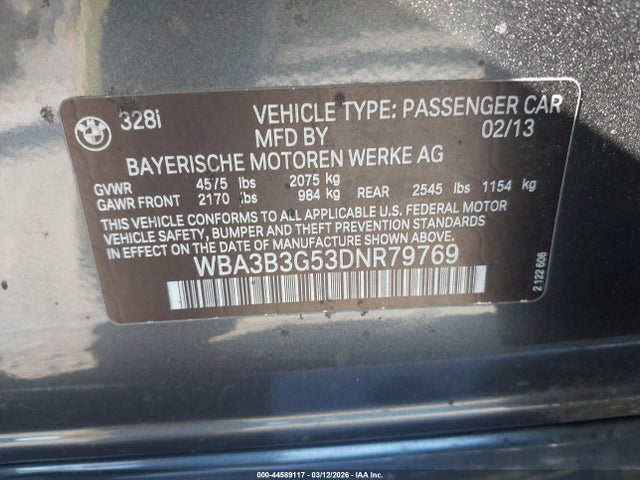 BMW 328i VEHICLE TYPE: PASSENGER CAR
MFD BY 02/13
BAYERISCHE MOTOREN WERKE AG
GVWR 4575 lbs 2075 kg
GAWR FRONT 2170 lbs 984 kg REAR 2545 lbs 1154 kg
THIS VEHICLE CONFORMS TO ALL APPLICABLE U.S. FEDERAL MOTOR
VEHICLE SAFETY, BUMPER AND THEFT PREVENTION STANDARDS
IN EFFECT ON THE DATE OF MANUFACTURE SHOWN ABOVE.
WBA3B3G53DNR79769
2 122 606
000-44589117 - 03/12/2026 - IAA Inc.